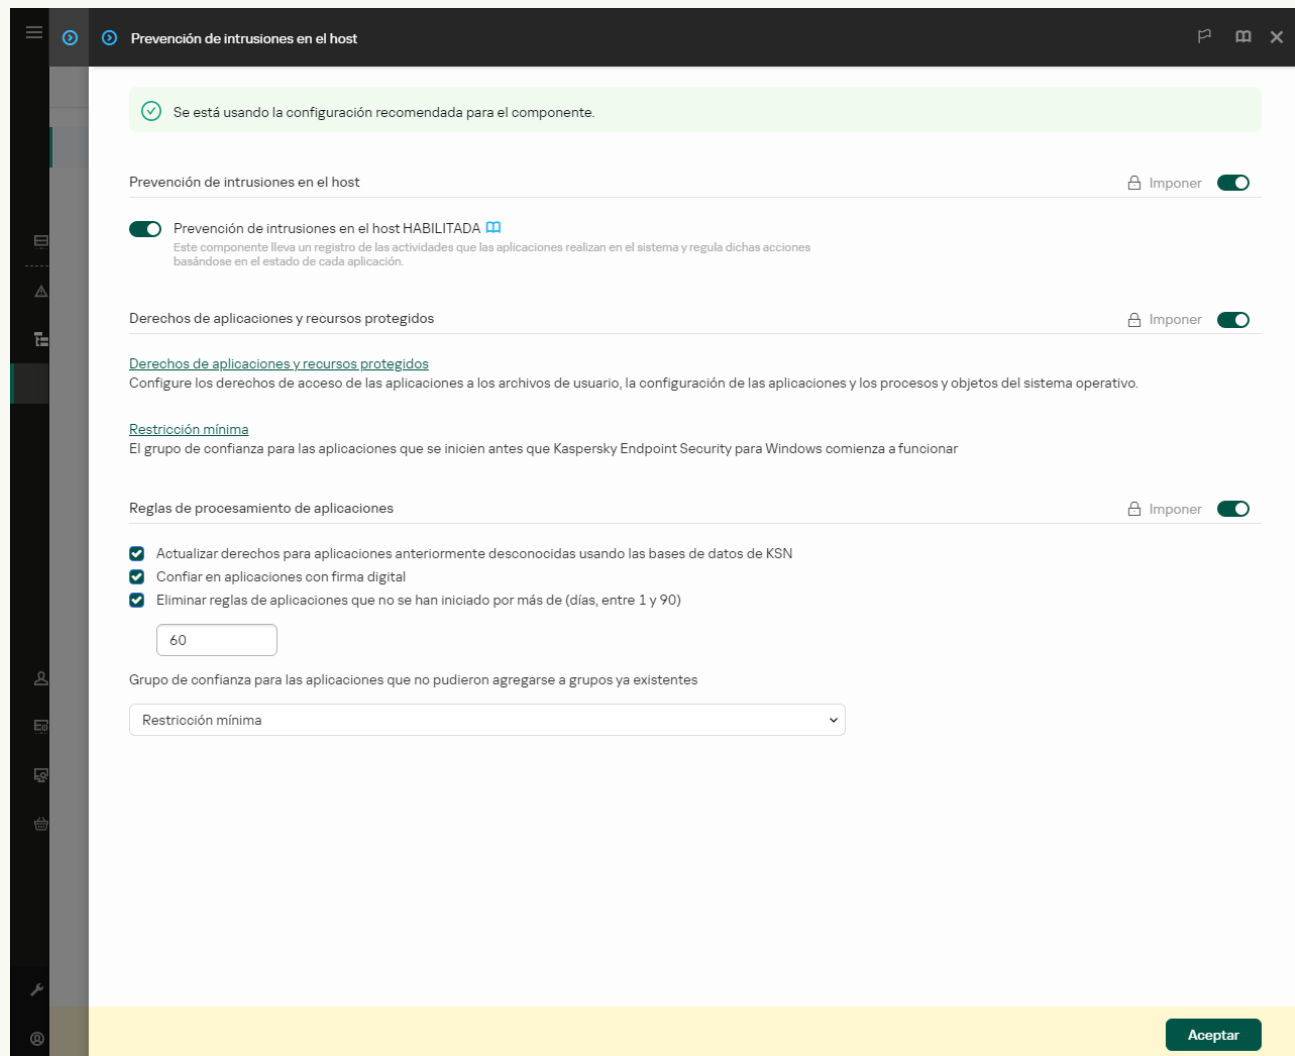 Prevención de intrusiones en el host
Se está usando la configuración recomendada para el componente.
Prevención de intrusiones en el host
Imponer
Prevención de intrusiones en el host HABILITADA
Este componente lleva un registro de las actividades que las aplicaciones realizan en el sistema y regula dichas acciones
basándose en el estado de cada aplicación.
Derechos de aplicaciones y recursos protegidos
Imponer
Derechos de aplicaciones y recursos protegidos
Configure los derechos de acceso de las aplicaciones a los archivos de usuario, la configuración de las aplicaciones y los procesos y objetos del sistema operativo.
Restricción mínima
El grupo de confianza para las aplicaciones que se inicien antes que Kaspersky Endpoint Security para Windows comienza a funcionar
Reglas de procesamiento de aplicaciones
Imponer
Actualizar derechos para aplicaciones anteriormente desconocidas usando las bases de datos de KSN
Confiar en aplicaciones con firma digital
Eliminar reglas de aplicaciones que no se han iniciado por más de (días, entre 1 y 90)
60
Grupo de confianza para las aplicaciones que no pudieron agregarse a grupos ya existentes
Restricción mínima
Aceptar